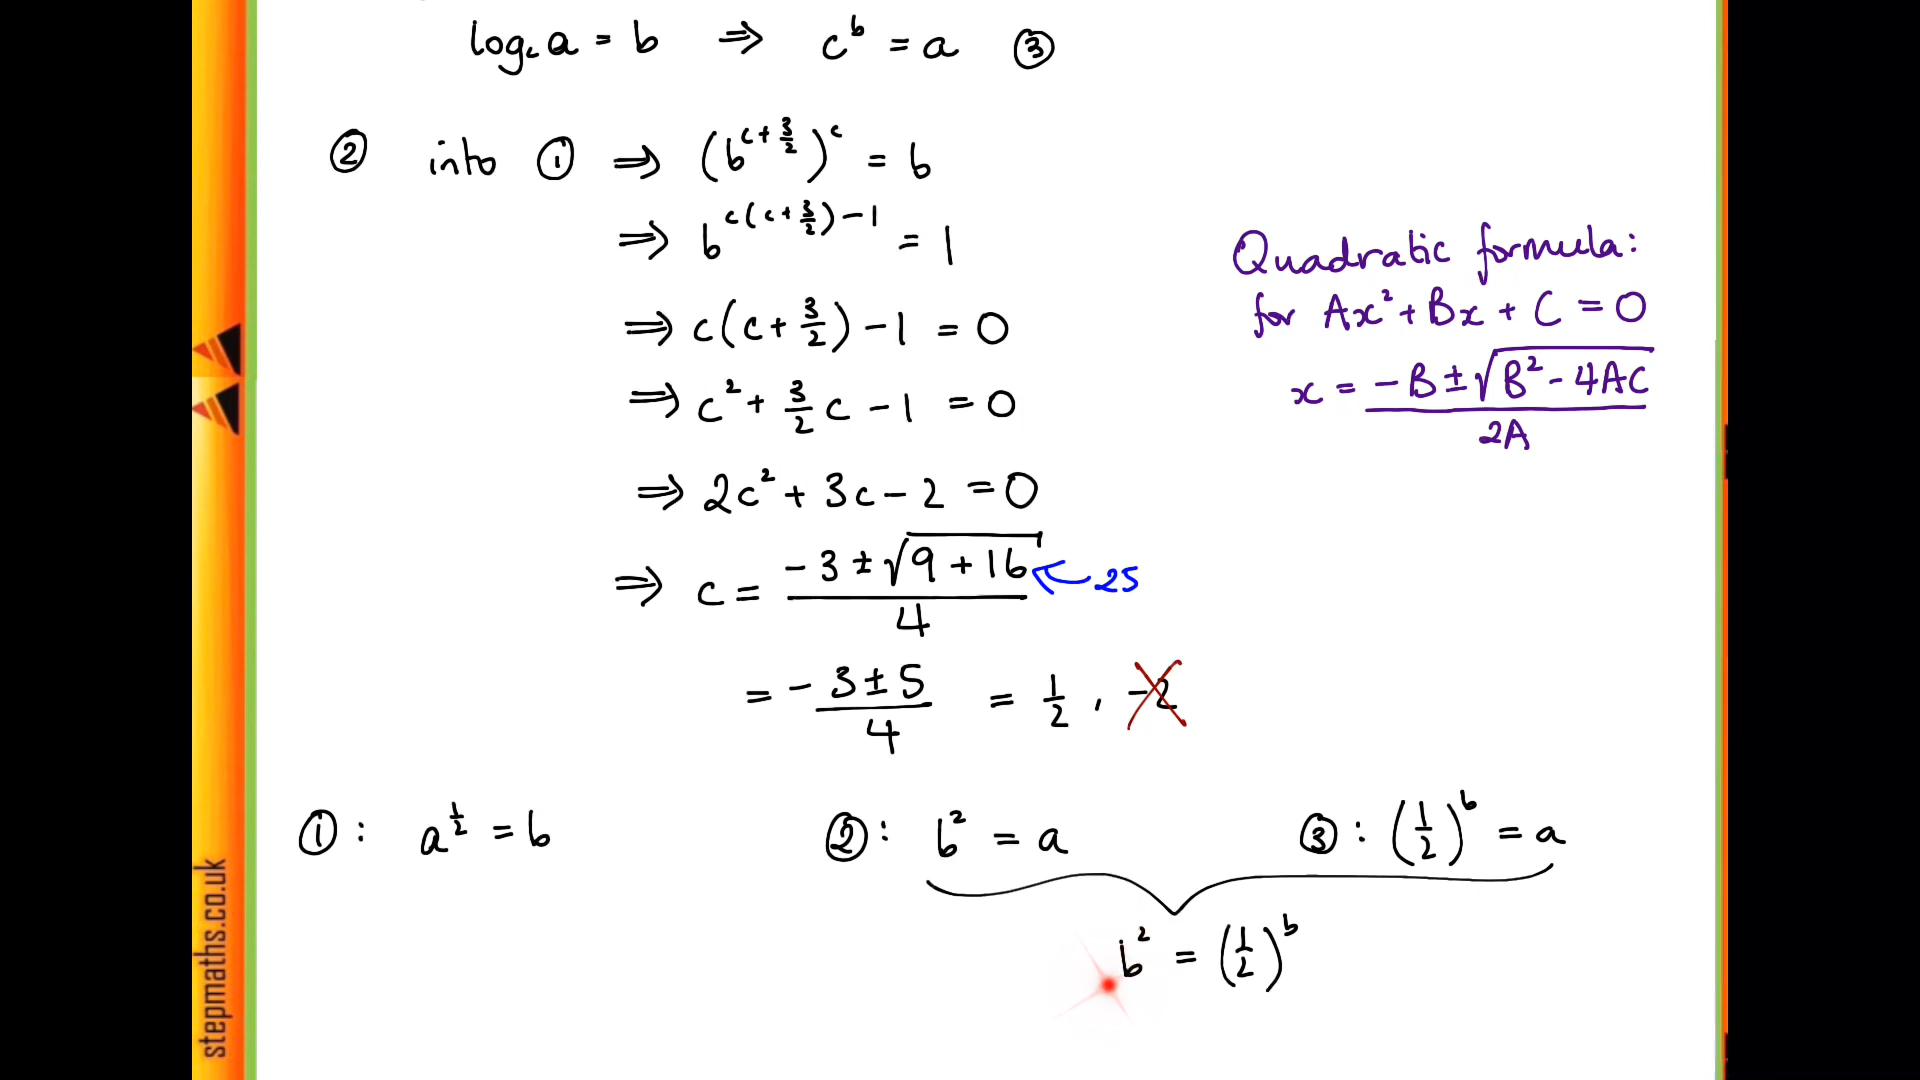 log_c a = b ⇒ c^b = a ③
② into ① ⇒ (b^{c+3/2})^c = b
⇒ b^{c(c+3/2)-1} = 1
⇒ c(c+3/2) - 1 = 0
⇒ c² + 3/2 c - 1 = 0
⇒ 2c² + 3c - 2 = 0
⇒ c = (-3 ± √(9+16))/4 ← 25
= (-3 ± 5)/4 = 1/2 , -2
Quadratic formula:
for Ax² + Bx + C = 0
x = (-B ± √(B² - 4AC))/2A
①: a^{1/2} = b
②: b² = a
③: (1/2)^b = a
b² = (1/2)^b
stepmaths.co.uk